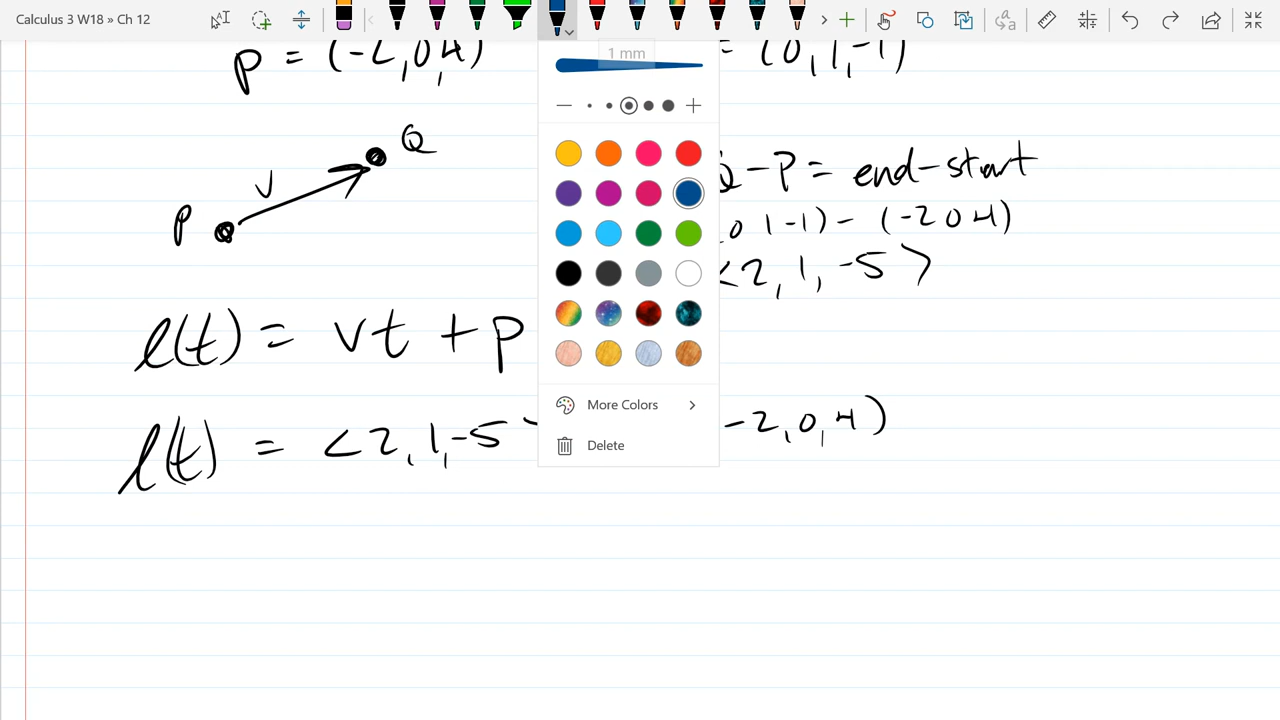 Calculus 3 W18 » Ch 12
P = (-2,0,4) = (0,1,-1)
1 mm
Q
V
P
Q - P = end-start
0 1 -1) - (-2 0 4)
<2, 1, -5>
l(t) = vt + p
l(t) = <2,1,-5 -2,0,4)
More Colors
Delete